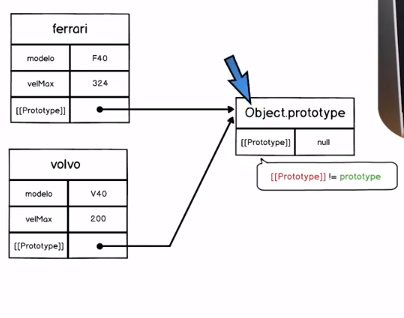 ferrari
modelo F40
velMax 324
[[Prototype]]
Object.prototype
[[Prototype]] null
[[Prototype]] != prototype
volvo
modelo V40
velMax 200
[[Prototype]]